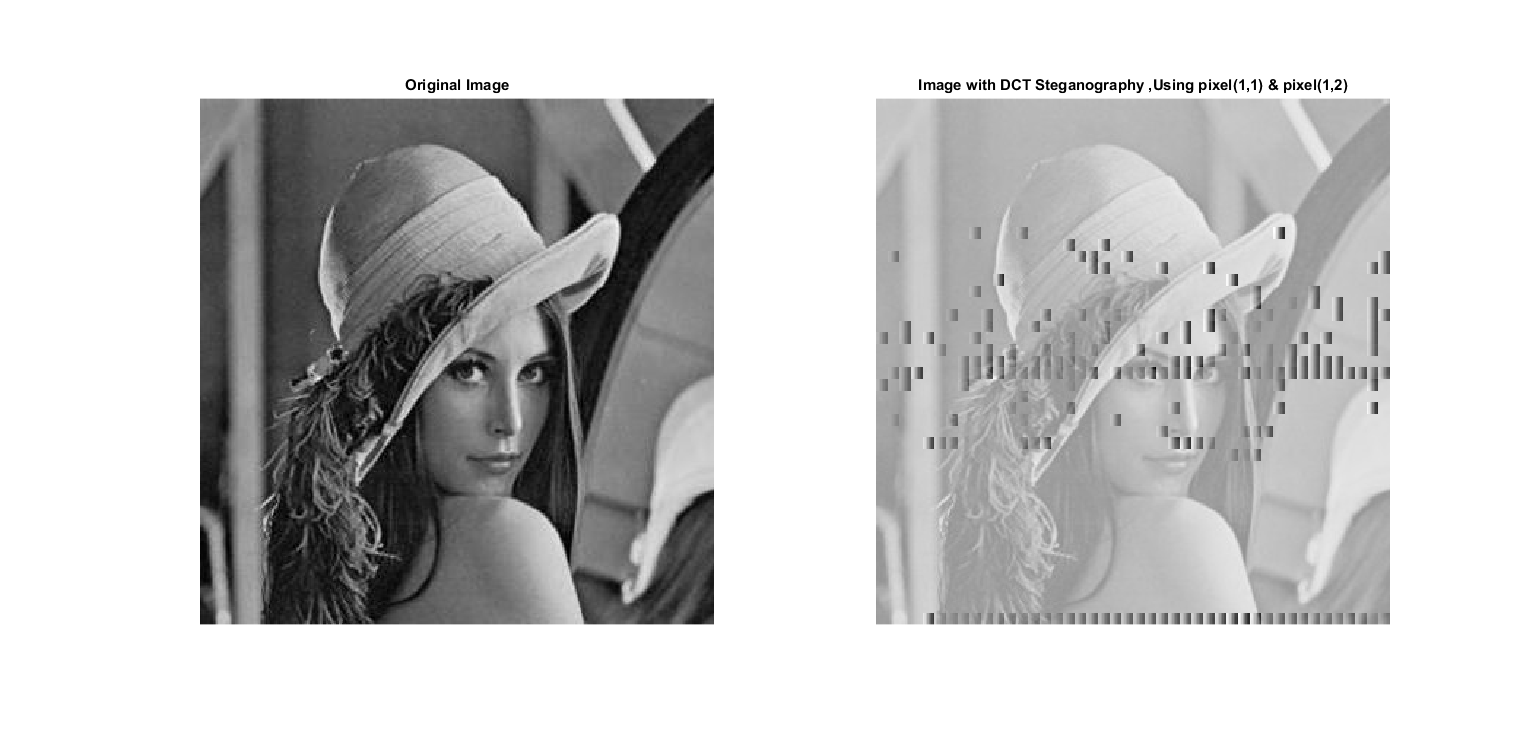 Original Image
Image with DCT Steganography ,Using pixel(1,1) & pixel(1,2)